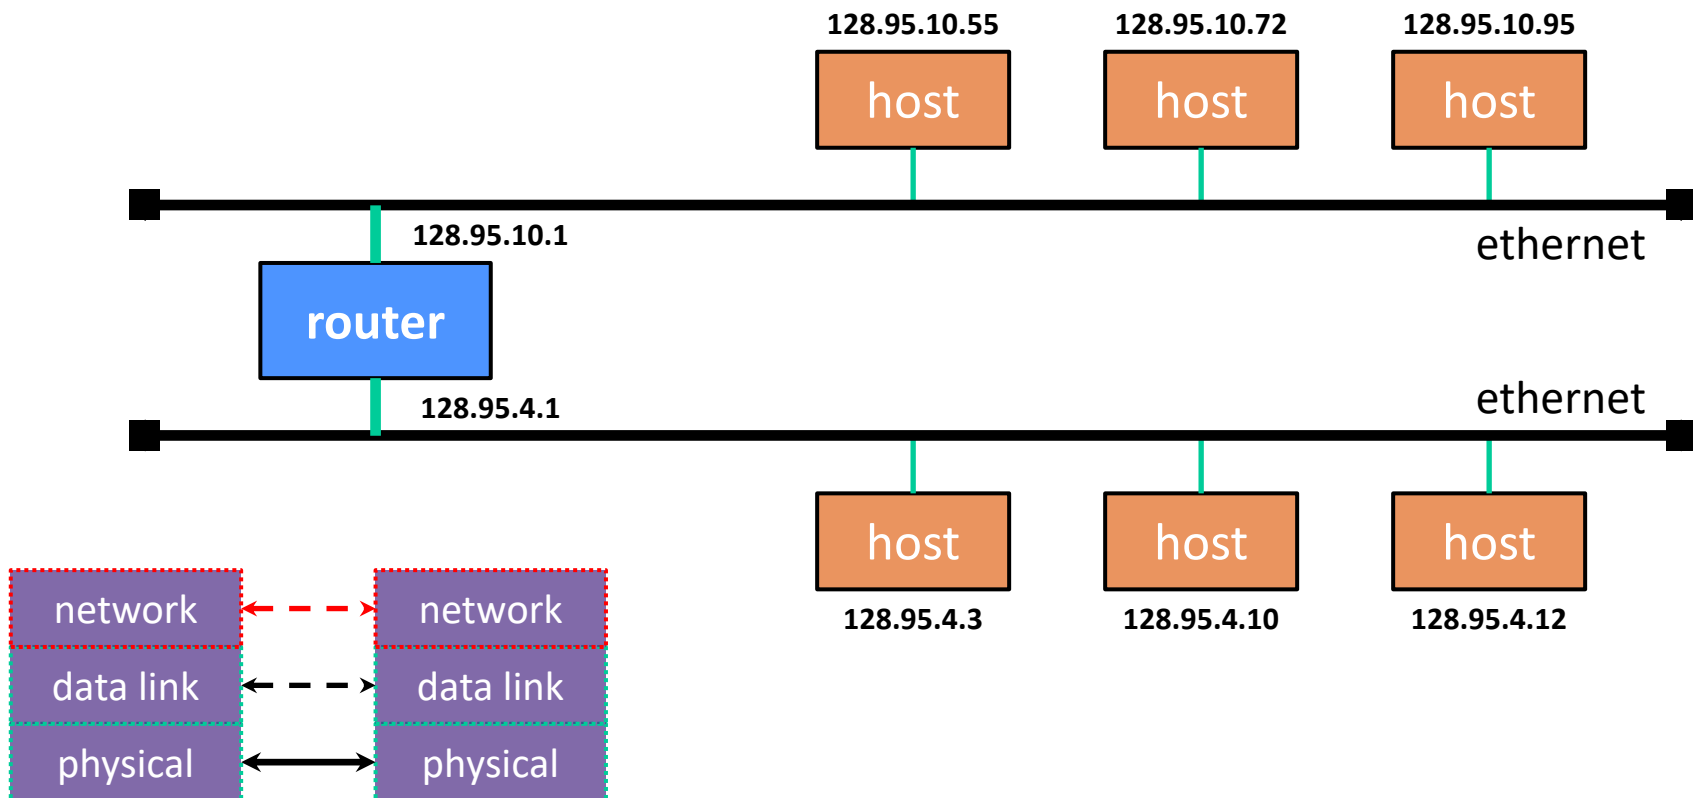 128.95.10.55 128.95.10.72 128.95.10.95
host host host
128.95.10.1
ethernet
router
128.95.4.1
ethernet
host host host
128.95.4.3 128.95.4.10 128.95.4.12
network network
data link data link
physical physical